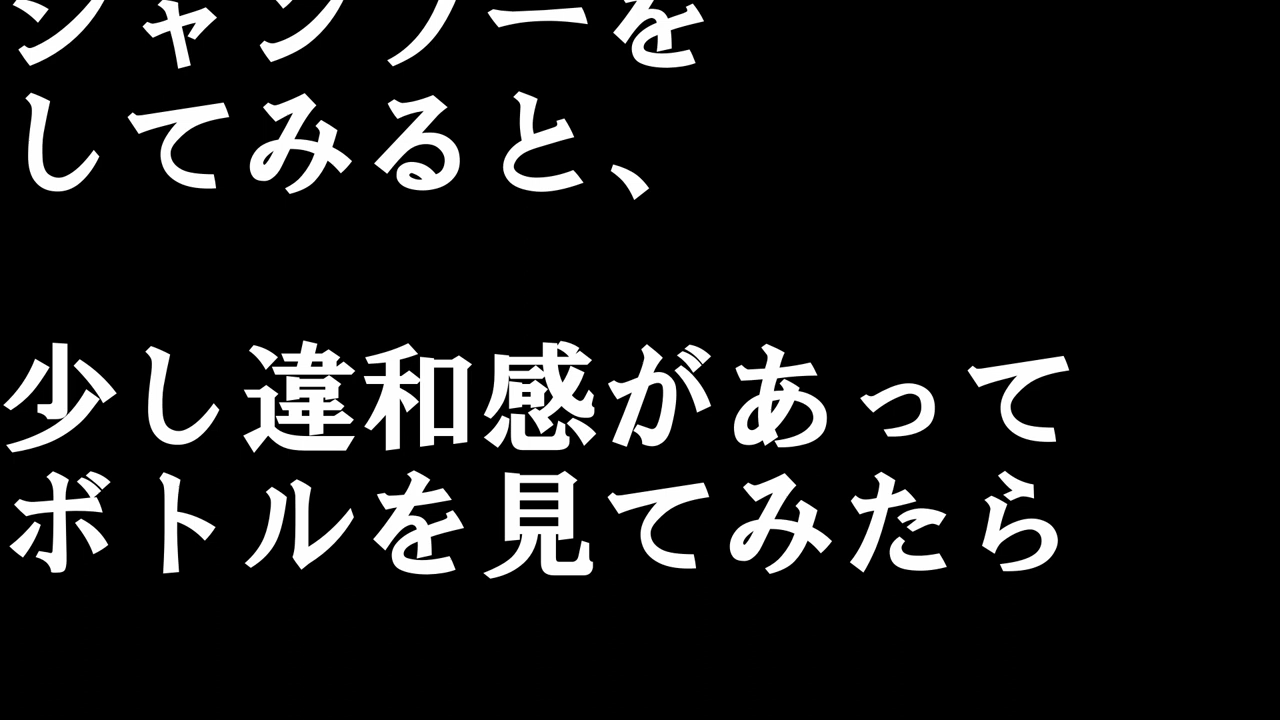 シャンプーを
してみると、
少し違和感があって
ボトルを見てみたら